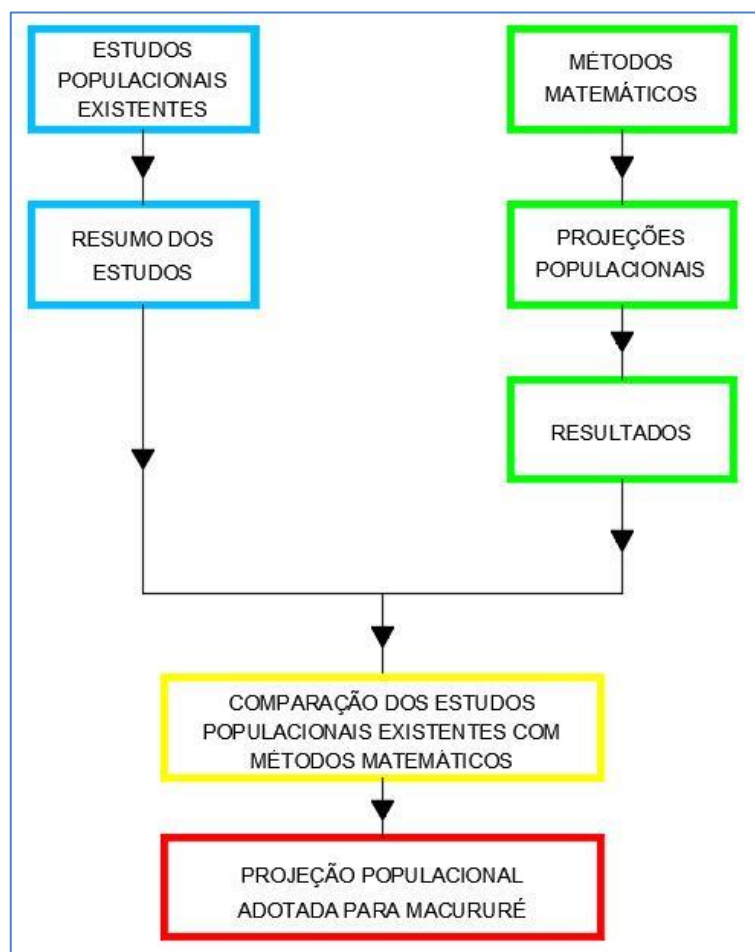 ESTUDOS
POPULACIONAIS
EXISTENTES
RESUMO DOS
ESTUDOS
MÉTODOS
MATEMÁTICOS
PROJEÇÕES
POPULACIONAIS
RESULTADOS
COMPARAÇÃO DOS ESTUDOS
POPULACIONAIS EXISTENTES COM
MÉTODOS MATEMÁTICOS
PROJEÇÃO POPULACIONAL
ADOTADA PARA MACURURÉ